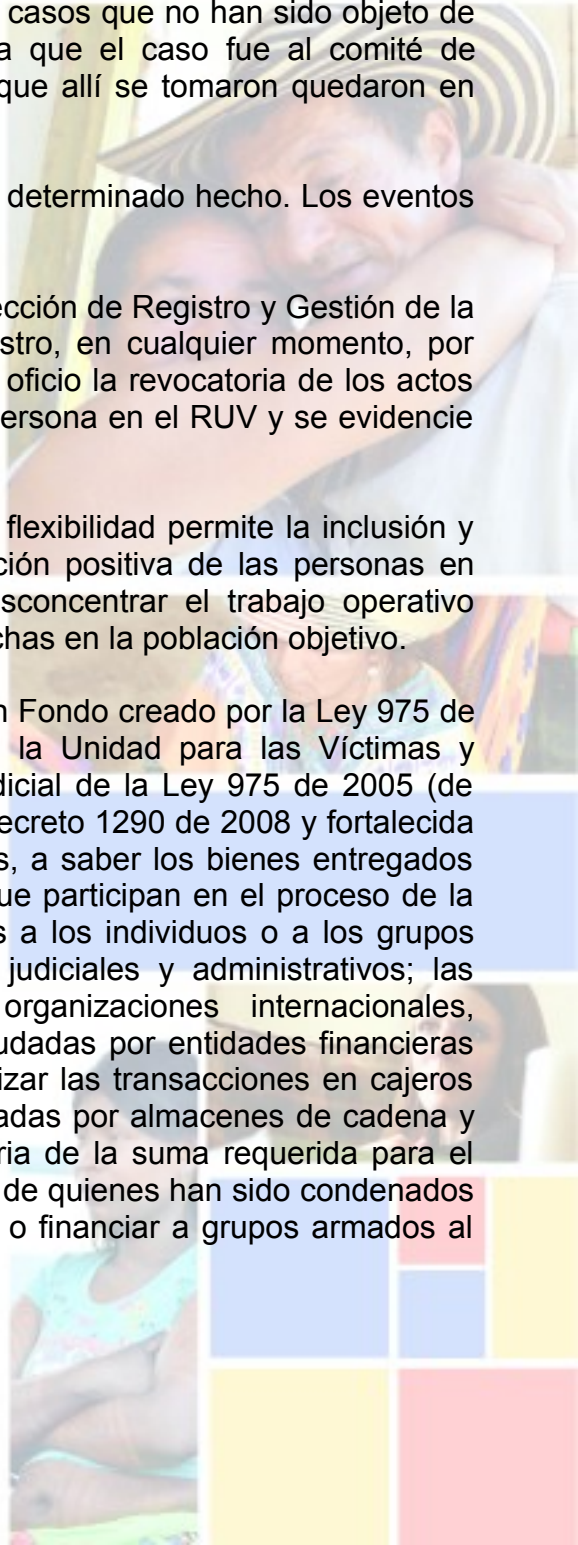 casos que no han sido objeto de
a que el caso fue al comité de
que allí se tomaron quedaron en
determinado hecho. Los eventos
ección de Registro y Gestión de la
stro, en cualquier momento, por
oficio la revocatoria de los actos
ersona en el RUV y se evidencie
flexibilidad permite la inclusión y
ción positiva de las personas en
sconcentrar el trabajo operativo
chas en la población objetivo.
n Fondo creado por la Ley 975 de
la Unidad para las Víctimas y
dicial de la Ley 975 de 2005 (de
ecreto 1290 de 2008 y fortalecida
s, a saber los bienes entregados
ue participan en el proceso de la
s a los individuos o a los grupos
judiciales y administrativos; las
organizaciones internacionales,
udadas por entidades financieras
izar las transacciones en cajeros
adas por almacenes de cadena y
ria de la suma requerida para el
de quienes han sido condenados
o financiar a grupos armados al